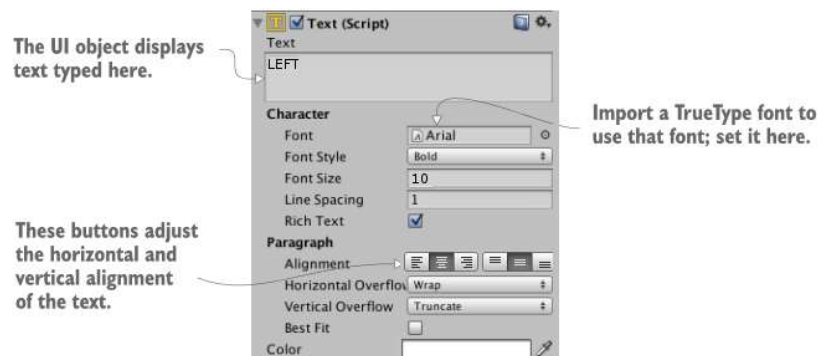 Text (Script)
Text
LEFT
The UI object displays
text typed here.
Character
Font Arial
Font Style Bold
Font Size 10
Line Spacing 1
Rich Text
Import a TrueType font to
use that font; set it here.
These buttons adjust
the horizontal and
vertical alignment
of the text.
Paragraph
Alignment
Horizontal Overflov Wrap
Vertical Overflow Truncate
Best Fit
Color